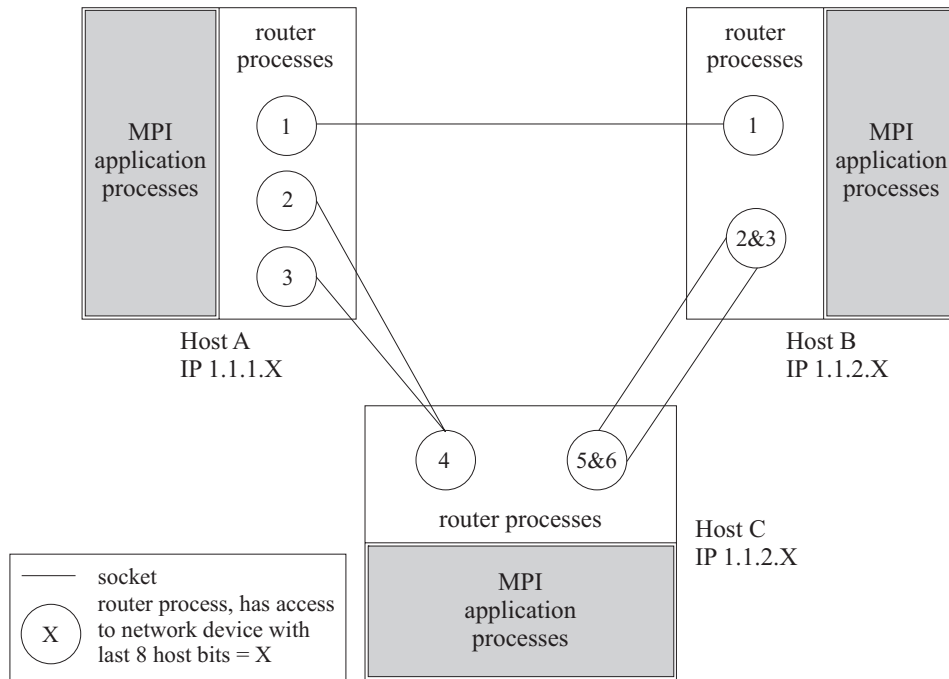 router
processes
MPI
application
processes
1
2
3
Host A
IP 1.1.1.X
router
processes
1
2&3
MPI
application
processes
Host B
IP 1.1.2.X
4
5&6
router processes
MPI
application
processes
Host C
IP 1.1.2.X
socket
X
router process, has access
to network device with
last 8 host bits = X